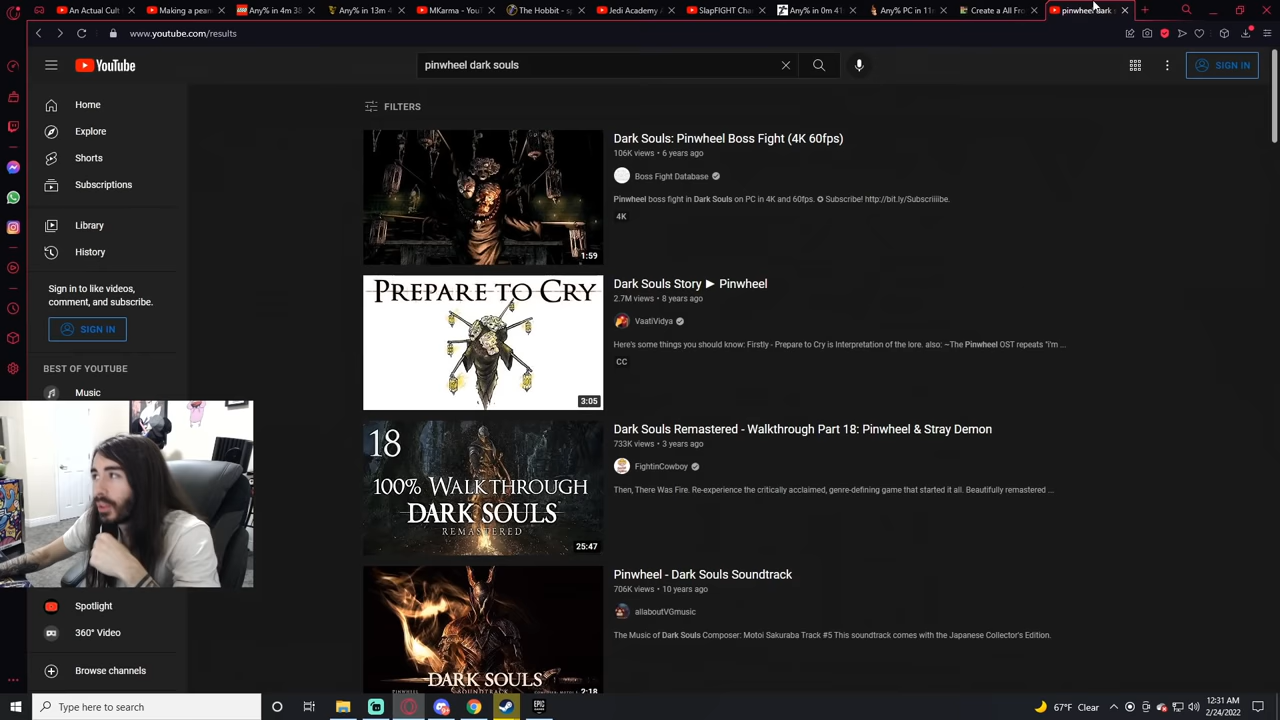 An Actual Cult
Making a pean
Any% in 4m 38
Any% in 13m 4
MKarma - You
The Hobbit - sp
Jedi Academy
SlapFIGHT Cha
Any% in 0m 41
Any% PC in 11
Create a All Fro
pinwheel dark s
www.youtube.com/results
YouTube
pinwheel dark souls
SIGN IN
Home
Explore
Shorts
Subscriptions
Library
History
Sign in to like videos,
comment, and subscribe.
SIGN IN
BEST OF YOUTUBE
Music
Spotlight
360° Video
Browse channels
FILTERS
1:59
Dark Souls: Pinwheel Boss Fight (4K 60fps)
106K views • 6 years ago
Boss Fight Database
Pinwheel boss fight in Dark Souls on PC in 4K and 60fps. ✪ Subscribe! http://bit.ly/Subscriiiibe.
4K
PREPARE TO CRY
3:05
Dark Souls Story ► Pinwheel
2.7M views • 8 years ago
VaatiVidya
Here's some things you should know: Firstly - Prepare to Cry is Interpretation of the lore. also: ~The Pinwheel OST repeats "I'm ...
CC
18
100% WALKTHROUGH
DARK SOULS
REMASTERED
25:47
Dark Souls Remastered - Walkthrough Part 18: Pinwheel & Stray Demon
733K views • 3 years ago
FightinCowboy
Then, There Was Fire. Re-experience the critically acclaimed, genre-defining game that started it all. Beautifully remastered ...
DARK SOULS
PINWHEEL
SOUNDTRACK
2:18
Pinwheel - Dark Souls Soundtrack
706K views • 10 years ago
allaboutVGmusic
The Music of Dark Souls Composer: Motoi Sakuraba Track #5 This soundtrack comes with the Japanese Collector's Edition.
Type here to search
EPIC
67°F Clear
12:31 AM
2/24/2022